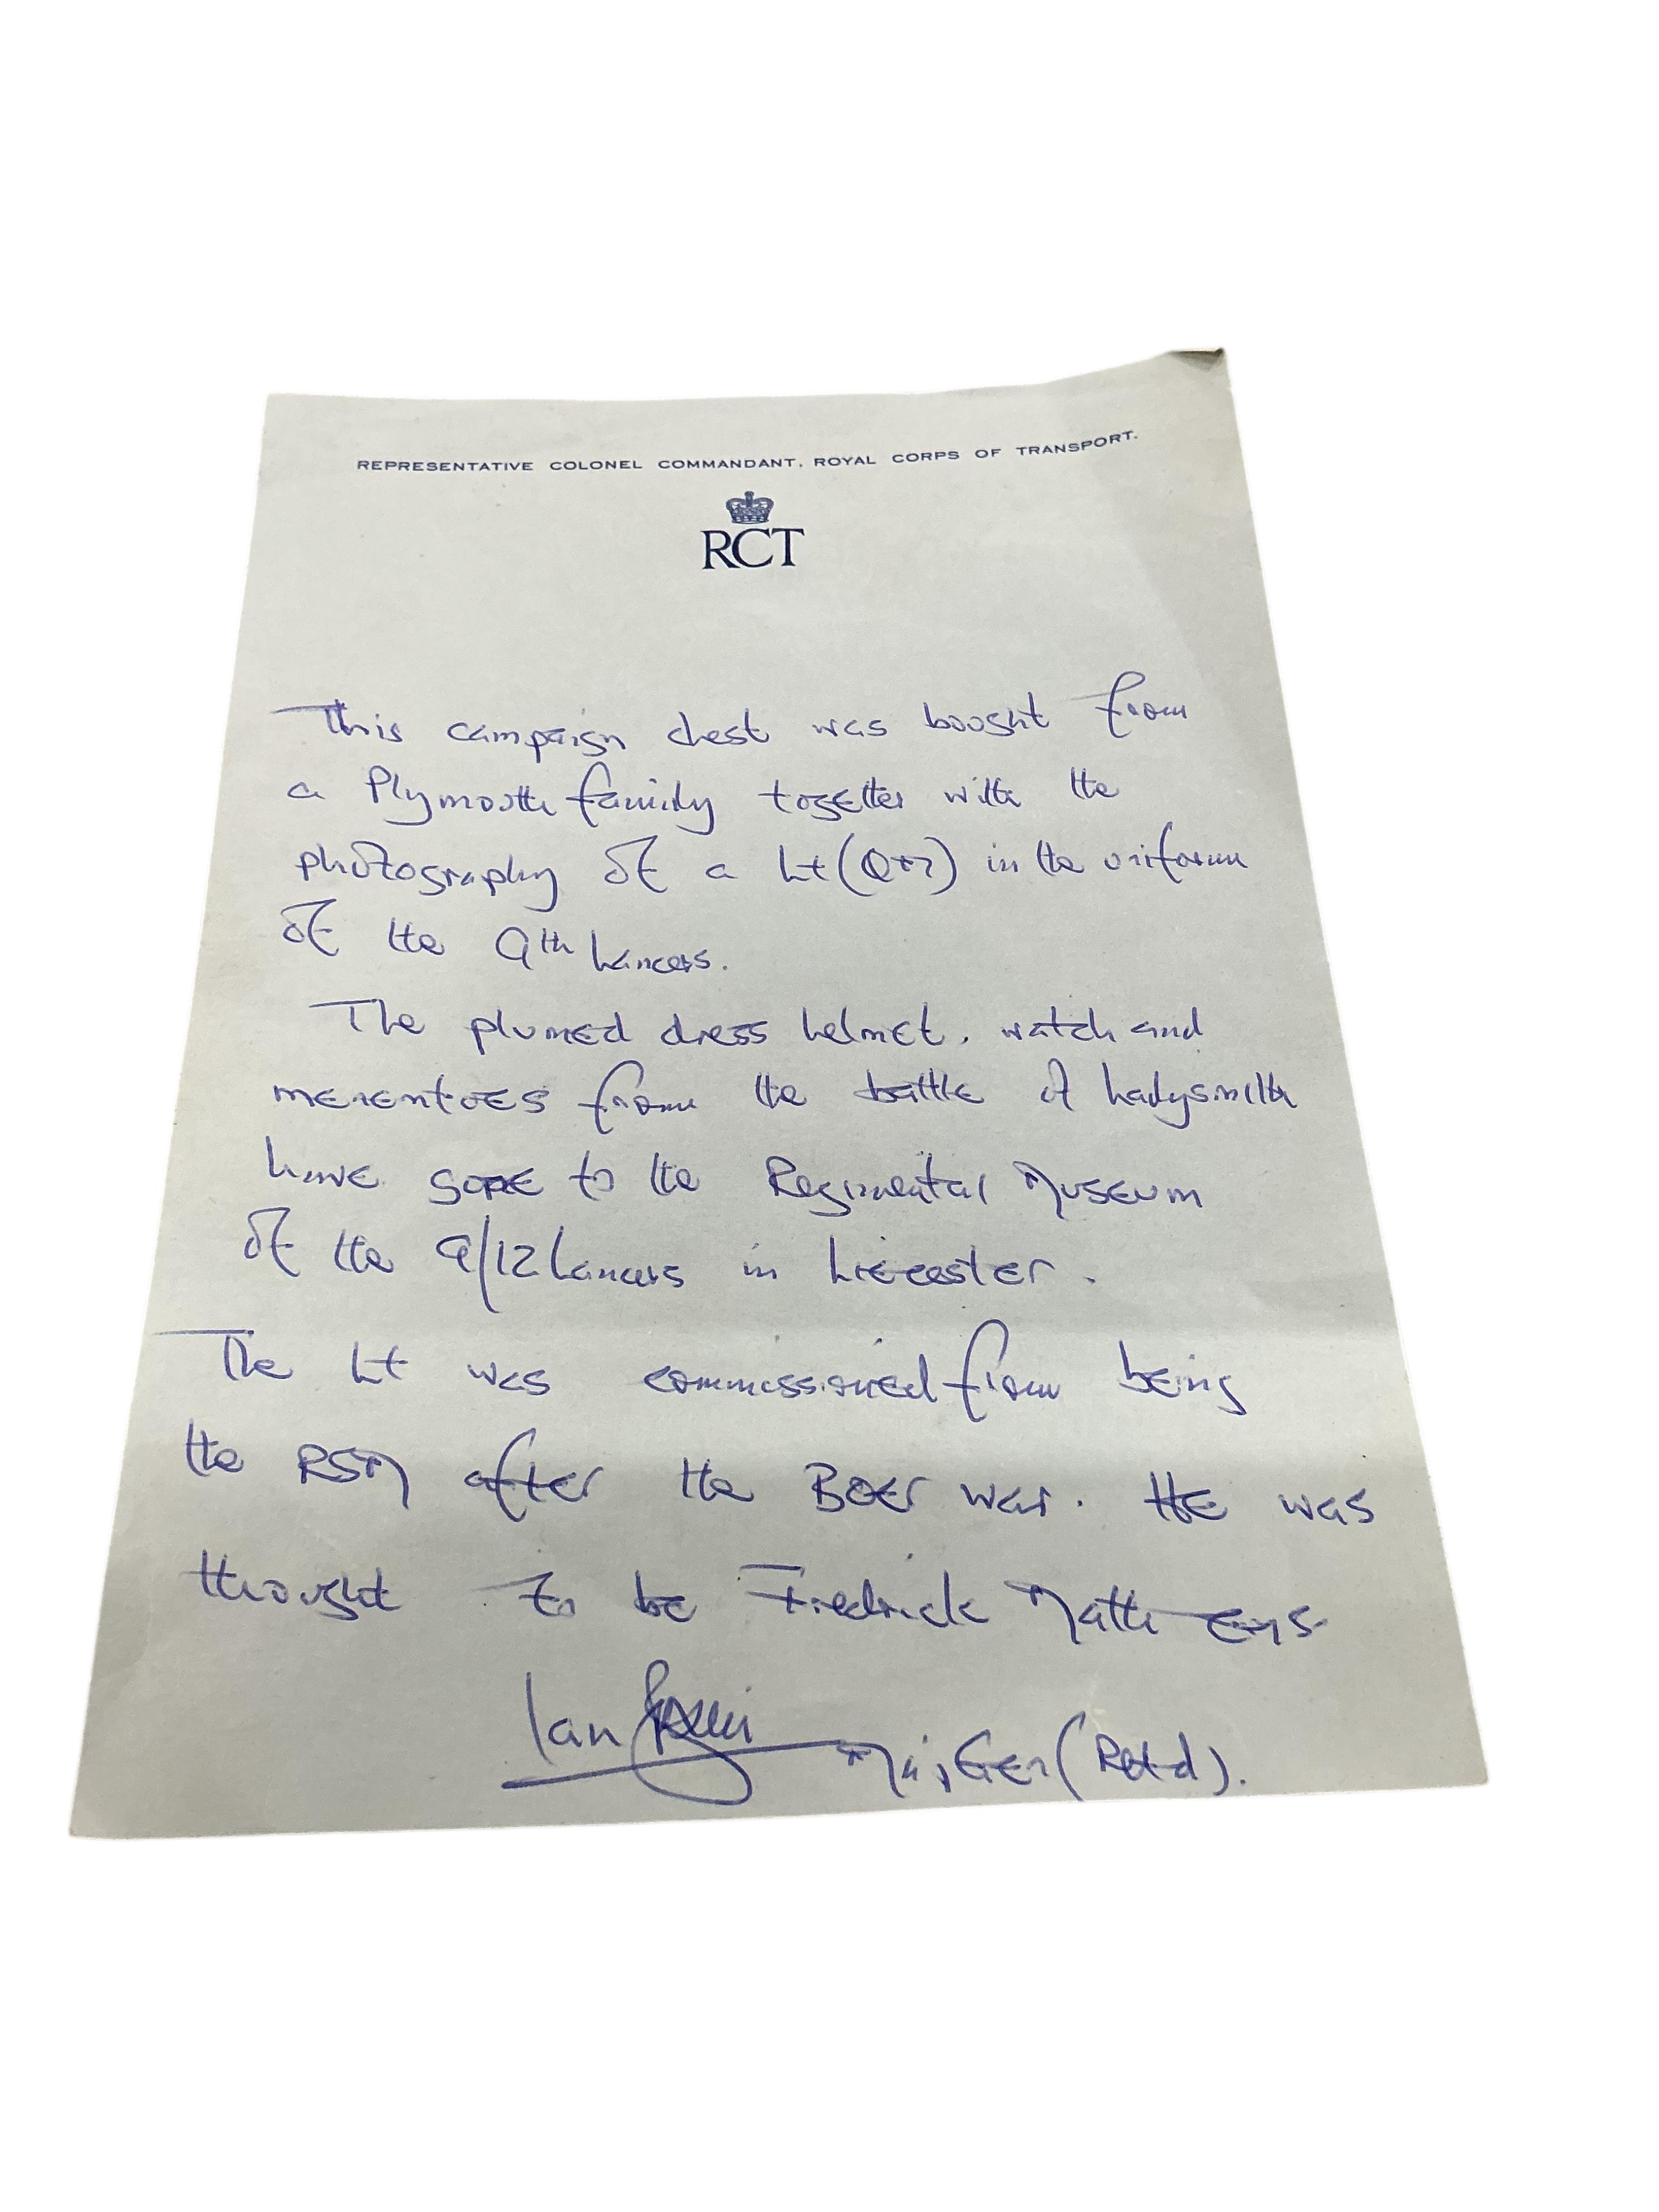 REPRESENTATIVE COLONEL COMMANDANT, ROYAL CORPS OF TRANSPORT.
RCT
This campaign chest was bought from
a Plymouth family together with the
photography of a Lt (QM) in the uniform
of the 9th Lancers.
The plumed dress helmet, watch and
mementoes from the battle of Ladysmith
have gone to the Regimental Museum
of the 9/12 Lancers in Liecester.
The Lt was commissioned from being
the RSM after the Boer war. He was
thought to be Fredrick Matthews
Ian Maj Gen (Retd).